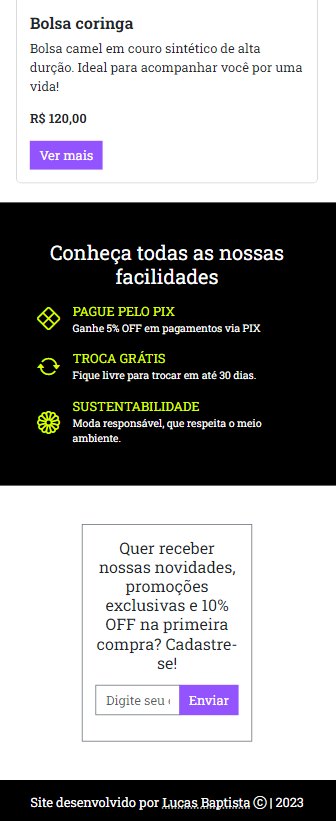 Bolsa coringa
Bolsa camel em couro sintético de alta
durção. Ideal para acompanhar você por uma
vida!
R$ 120,00
Ver mais
Conheça todas as nossas
facilidades
PAGUE PELO PIX
Ganhe 5% OFF em pagamentos via PIX
TROCA GRÁTIS
Fique livre para trocar em até 30 dias.
SUSTENTABILIDADE
Moda responsável, que respeita o meio
ambiente.
Quer receber
nossas novidades,
promoções
exclusivas e 10%
OFF na primeira
compra? Cadastre-
se!
Digite seu Enviar
Site desenvolvido por Lucas Baptista © | 2023